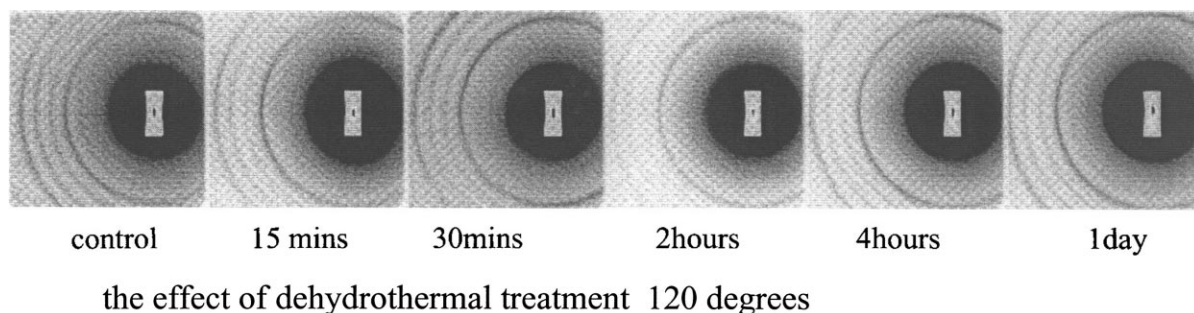 control 15 mins 30mins 2hours 4hours 1day
the effect of dehydrothermal treatment 120 degrees